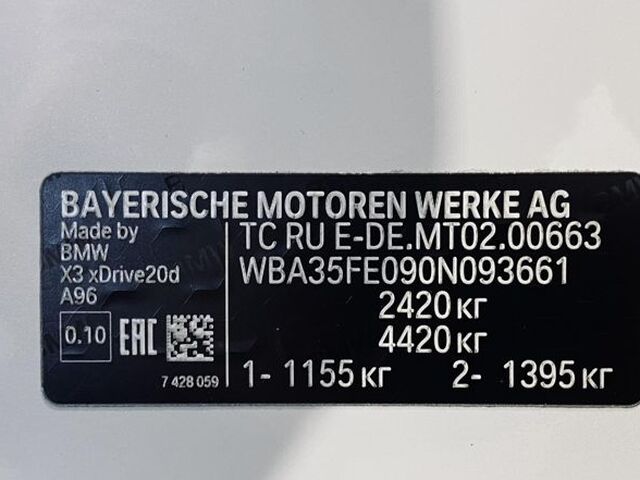 BAYERISCHE MOTOREN WERKE AG
Made by
BMW
X3 xDrive20d
A96
0.10
EAC
7 428 059
TC RU E-DE.MT02.00663
WBA35FE090N093661
2420 кг
4420 кг
1- 1155 кг 2- 1395 кг